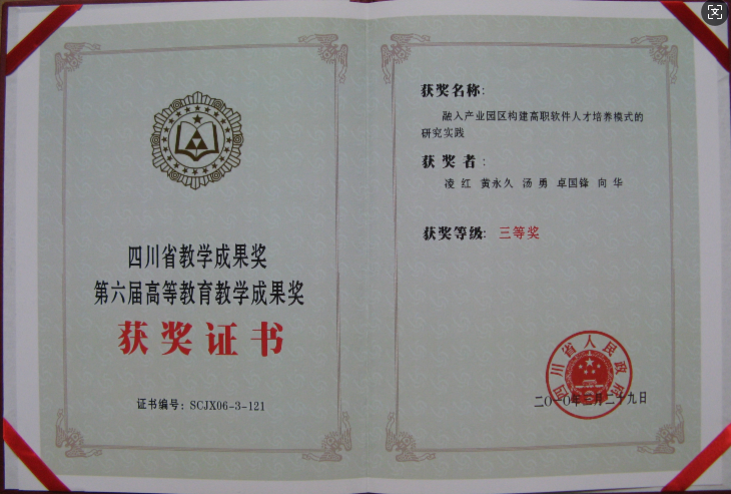 四川省教学成果奖
第六届高等教育教学成果奖
获奖证书
证书编号：SCJX06-3-121
获奖名称：
融入产业园区构建高职软件人才培养模式的
研究实践
获奖者：
凌红 黄永久 汤勇 卓国锋 向华
获奖等级：三等奖
四川省人民政府
二〇一〇年三月二十九日